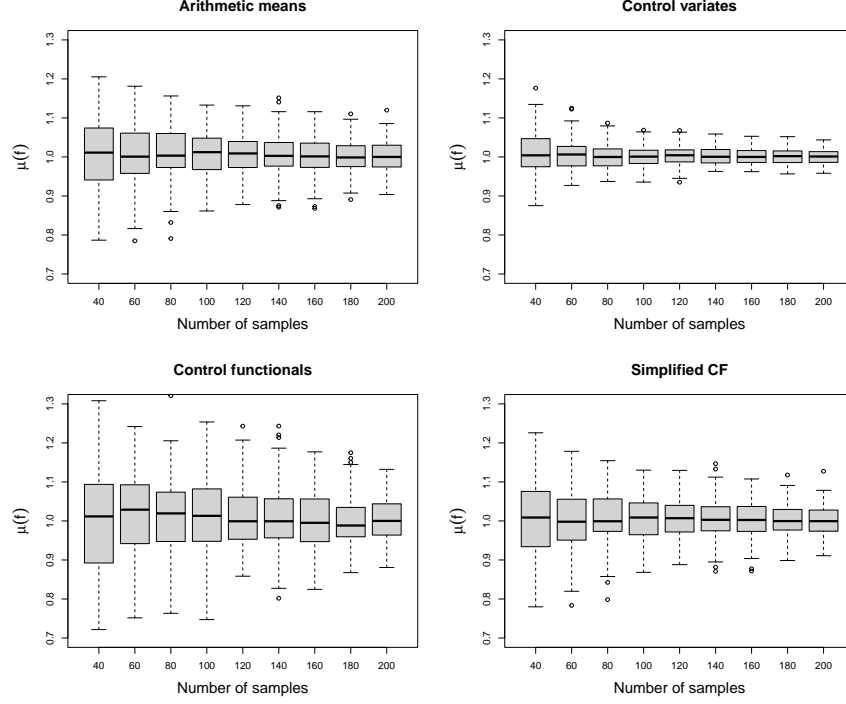 Arithmetic means
1.3
1.2
1.1
1.0
0.9
0.8
0.7
μ(f)
40 60 80 100 120 140 160 180 200
Number of samples
Control variates
1.3
1.2
1.1
1.0
0.9
0.8
0.7
μ(f)
40 60 80 100 120 140 160 180 200
Number of samples
Control functionals
1.3
1.2
1.1
1.0
0.9
0.8
0.7
μ(f)
40 60 80 100 120 140 160 180 200
Number of samples
Simplified CF
1.3
1.2
1.1
1.0
0.9
0.8
0.7
μ(f)
40 60 80 100 120 140 160 180 200
Number of samples